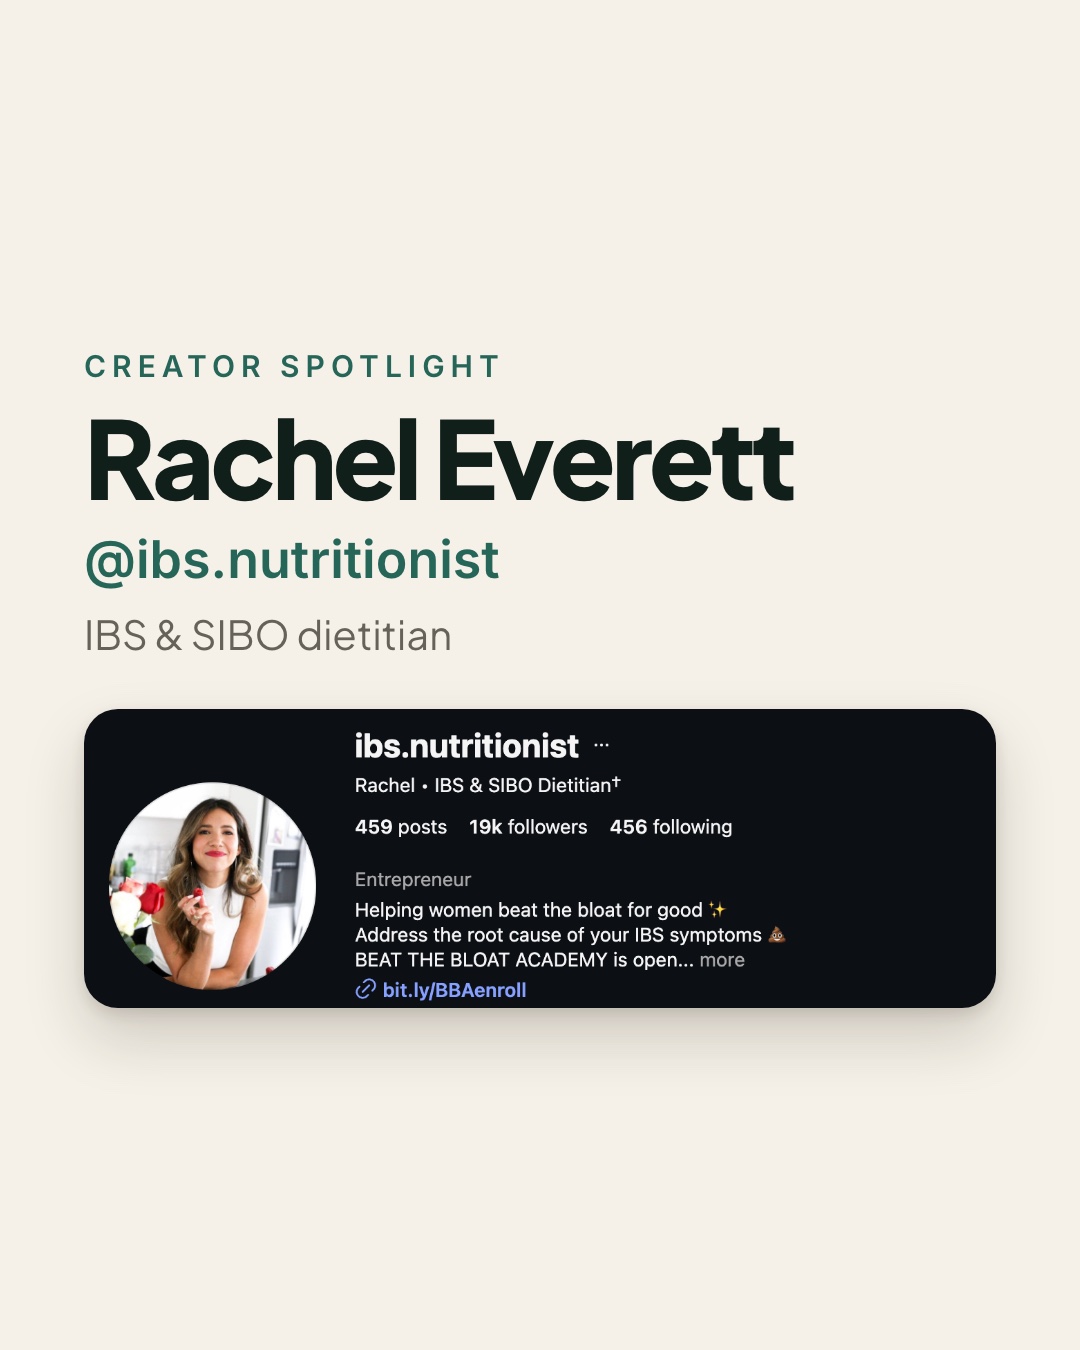 CREATOR SPOTLIGHT
Rachel Everett
@ibs.nutritionist
IBS & SIBO dietitian
ibs.nutritionist ···
Rachel • IBS & SIBO Dietitian†
459 posts 19k followers 456 following
Entrepreneur
Helping women beat the bloat for good ✨
Address the root cause of your IBS symptoms 💩
BEAT THE BLOAT ACADEMY is open... more
bit.ly/BBAenroll